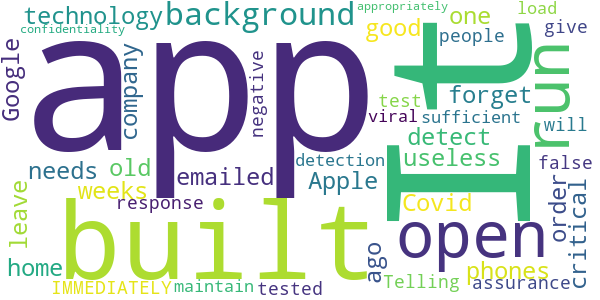 technology
confidentiality
background
appropriately
one
load
good
people
give
Google
company
app
negative
It
run
forget
test
viral
sufficient
will
detect
needs
old
emailed
detection
Apple
useless
false
leave
weeks
response
built
Covid
open
order
critical
home
IMMEDIATELY
maintain
tested
ago
Telling
phones
assurance